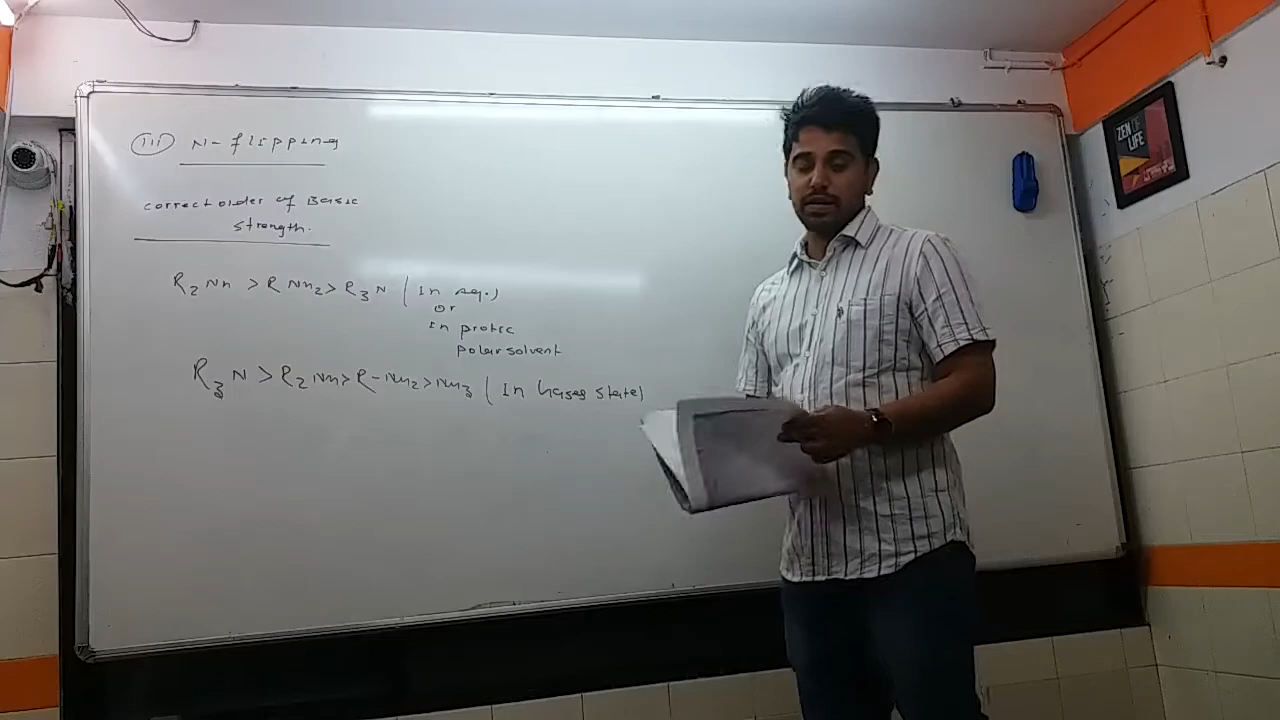 (III) N-flipping
correct order of Basic
strength.
R2NH > RNH2 > R3N (In aq.)
or
In protic
polar solvent
R3N > R2NH > R-NH2 > NH3 (In Gases state)
ZEN OF
LIFE